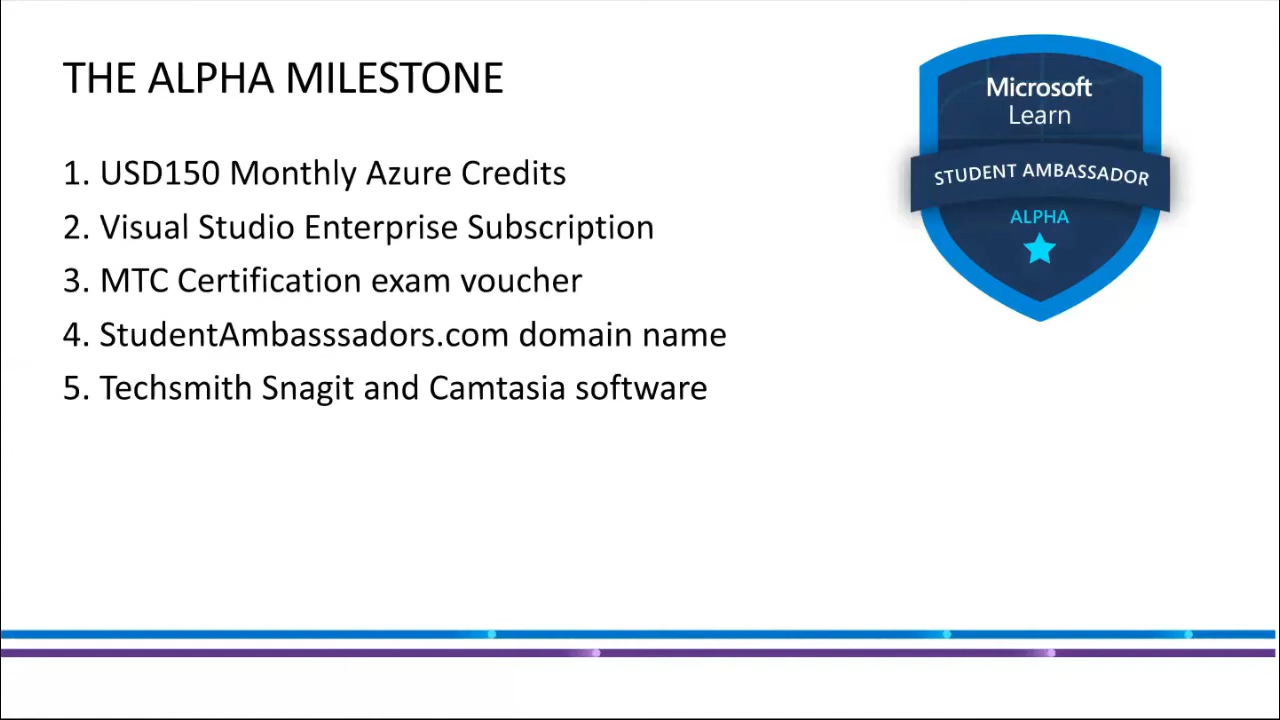 THE ALPHA MILESTONE
1. USD150 Monthly Azure Credits
2. Visual Studio Enterprise Subscription
3. MTC Certification exam voucher
4. StudentAmbasssadors.com domain name
5. Techsmith Snagit and Camtasia software
Microsoft
Learn
STUDENT AMBASSADOR
ALPHA